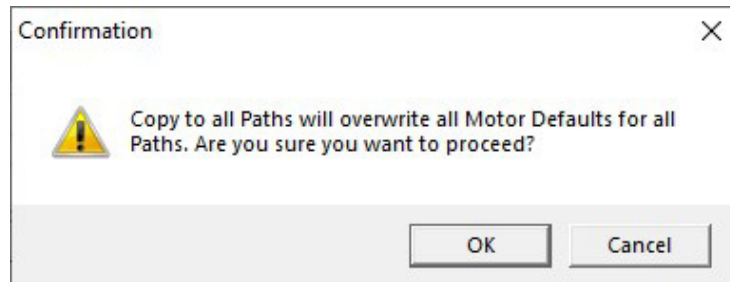 Confirmation
Copy to all Paths will overwrite all Motor Defaults for all
Paths. Are you sure you want to proceed?
OK
Cancel